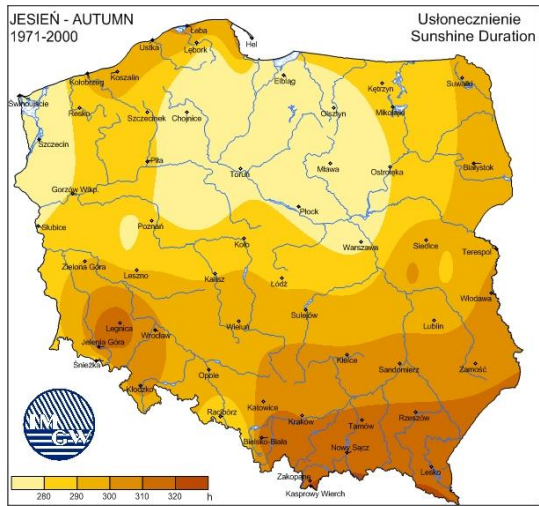 JESIEŃ - AUTUMN
1971-2000
Usłonecznienie
Sunshine Duration
Łeba
Ustka
Lębork
Hel
Koszalin
Kołobrzeg
Elbląg
Kętrzyn
Suwałki
Świnoujście
Resko
Szczecinek
Chojnice
Olsztyn
Mikołajki
Szczecin
Piła
Toruń
Mława
Ostrołęka
Białystok
Gorzów Wlkp.
Płock
Słubice
Poznań
Koło
Warszawa
Siedlce
Terespol
Zielona Góra
Leszno
Kalisz
Łódź
Włodawa
Legnica
Wrocław
Wieluń
Sulejów
Lublin
Jelenia Góra
Śnieżka
Kielce
Sandomierz
Zamość
Kłodzko
Opole
Racibórz
Katowice
Kraków
Tarnów
Rzeszów
Bielsko-Biała
Nowy Sącz
Lesko
Zakopane
Kasprowy Wierch
IM
GW
280 290 300 310 320 h